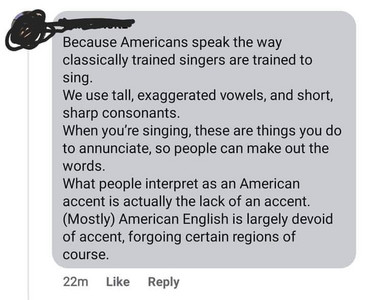 Because Americans speak the way
classically trained singers are trained to
sing.
We use tall, exaggerated vowels, and short,
sharp consonants.
When you're singing, these are things you do
to annunciate, so people can make out the
words.
What people interpret as an American
accent is actually the lack of an accent.
(Mostly) American English is largely devoid
of accent, forgoing certain regions of
course.
22m Like Reply